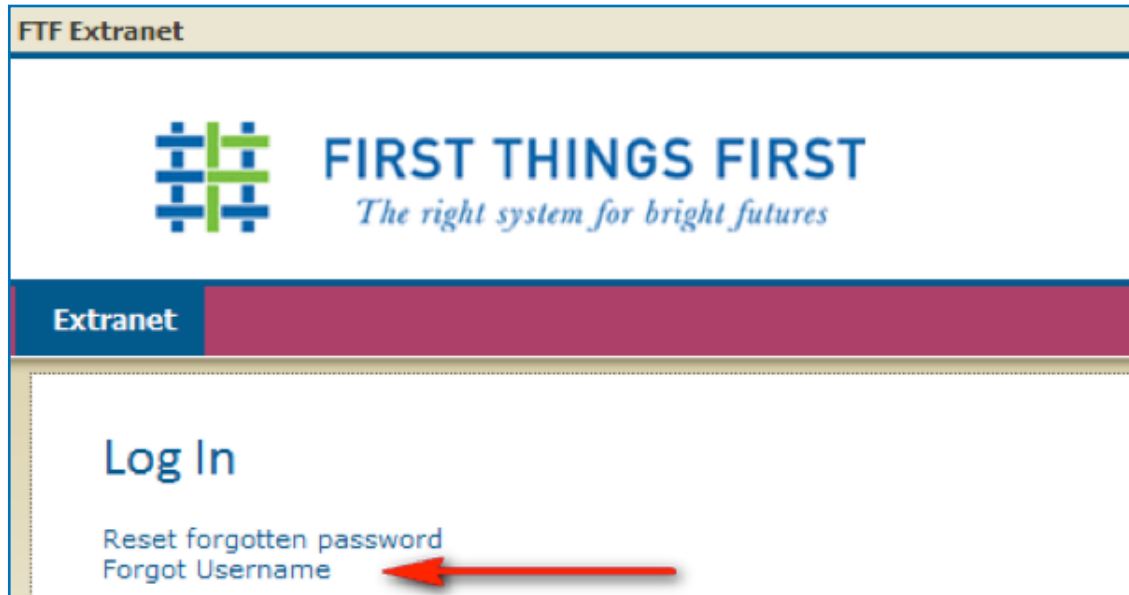 FTF Extranet
FIRST THINGS FIRST
The right system for bright futures
Extranet
Log In
Reset forgotten password
Forgot Username